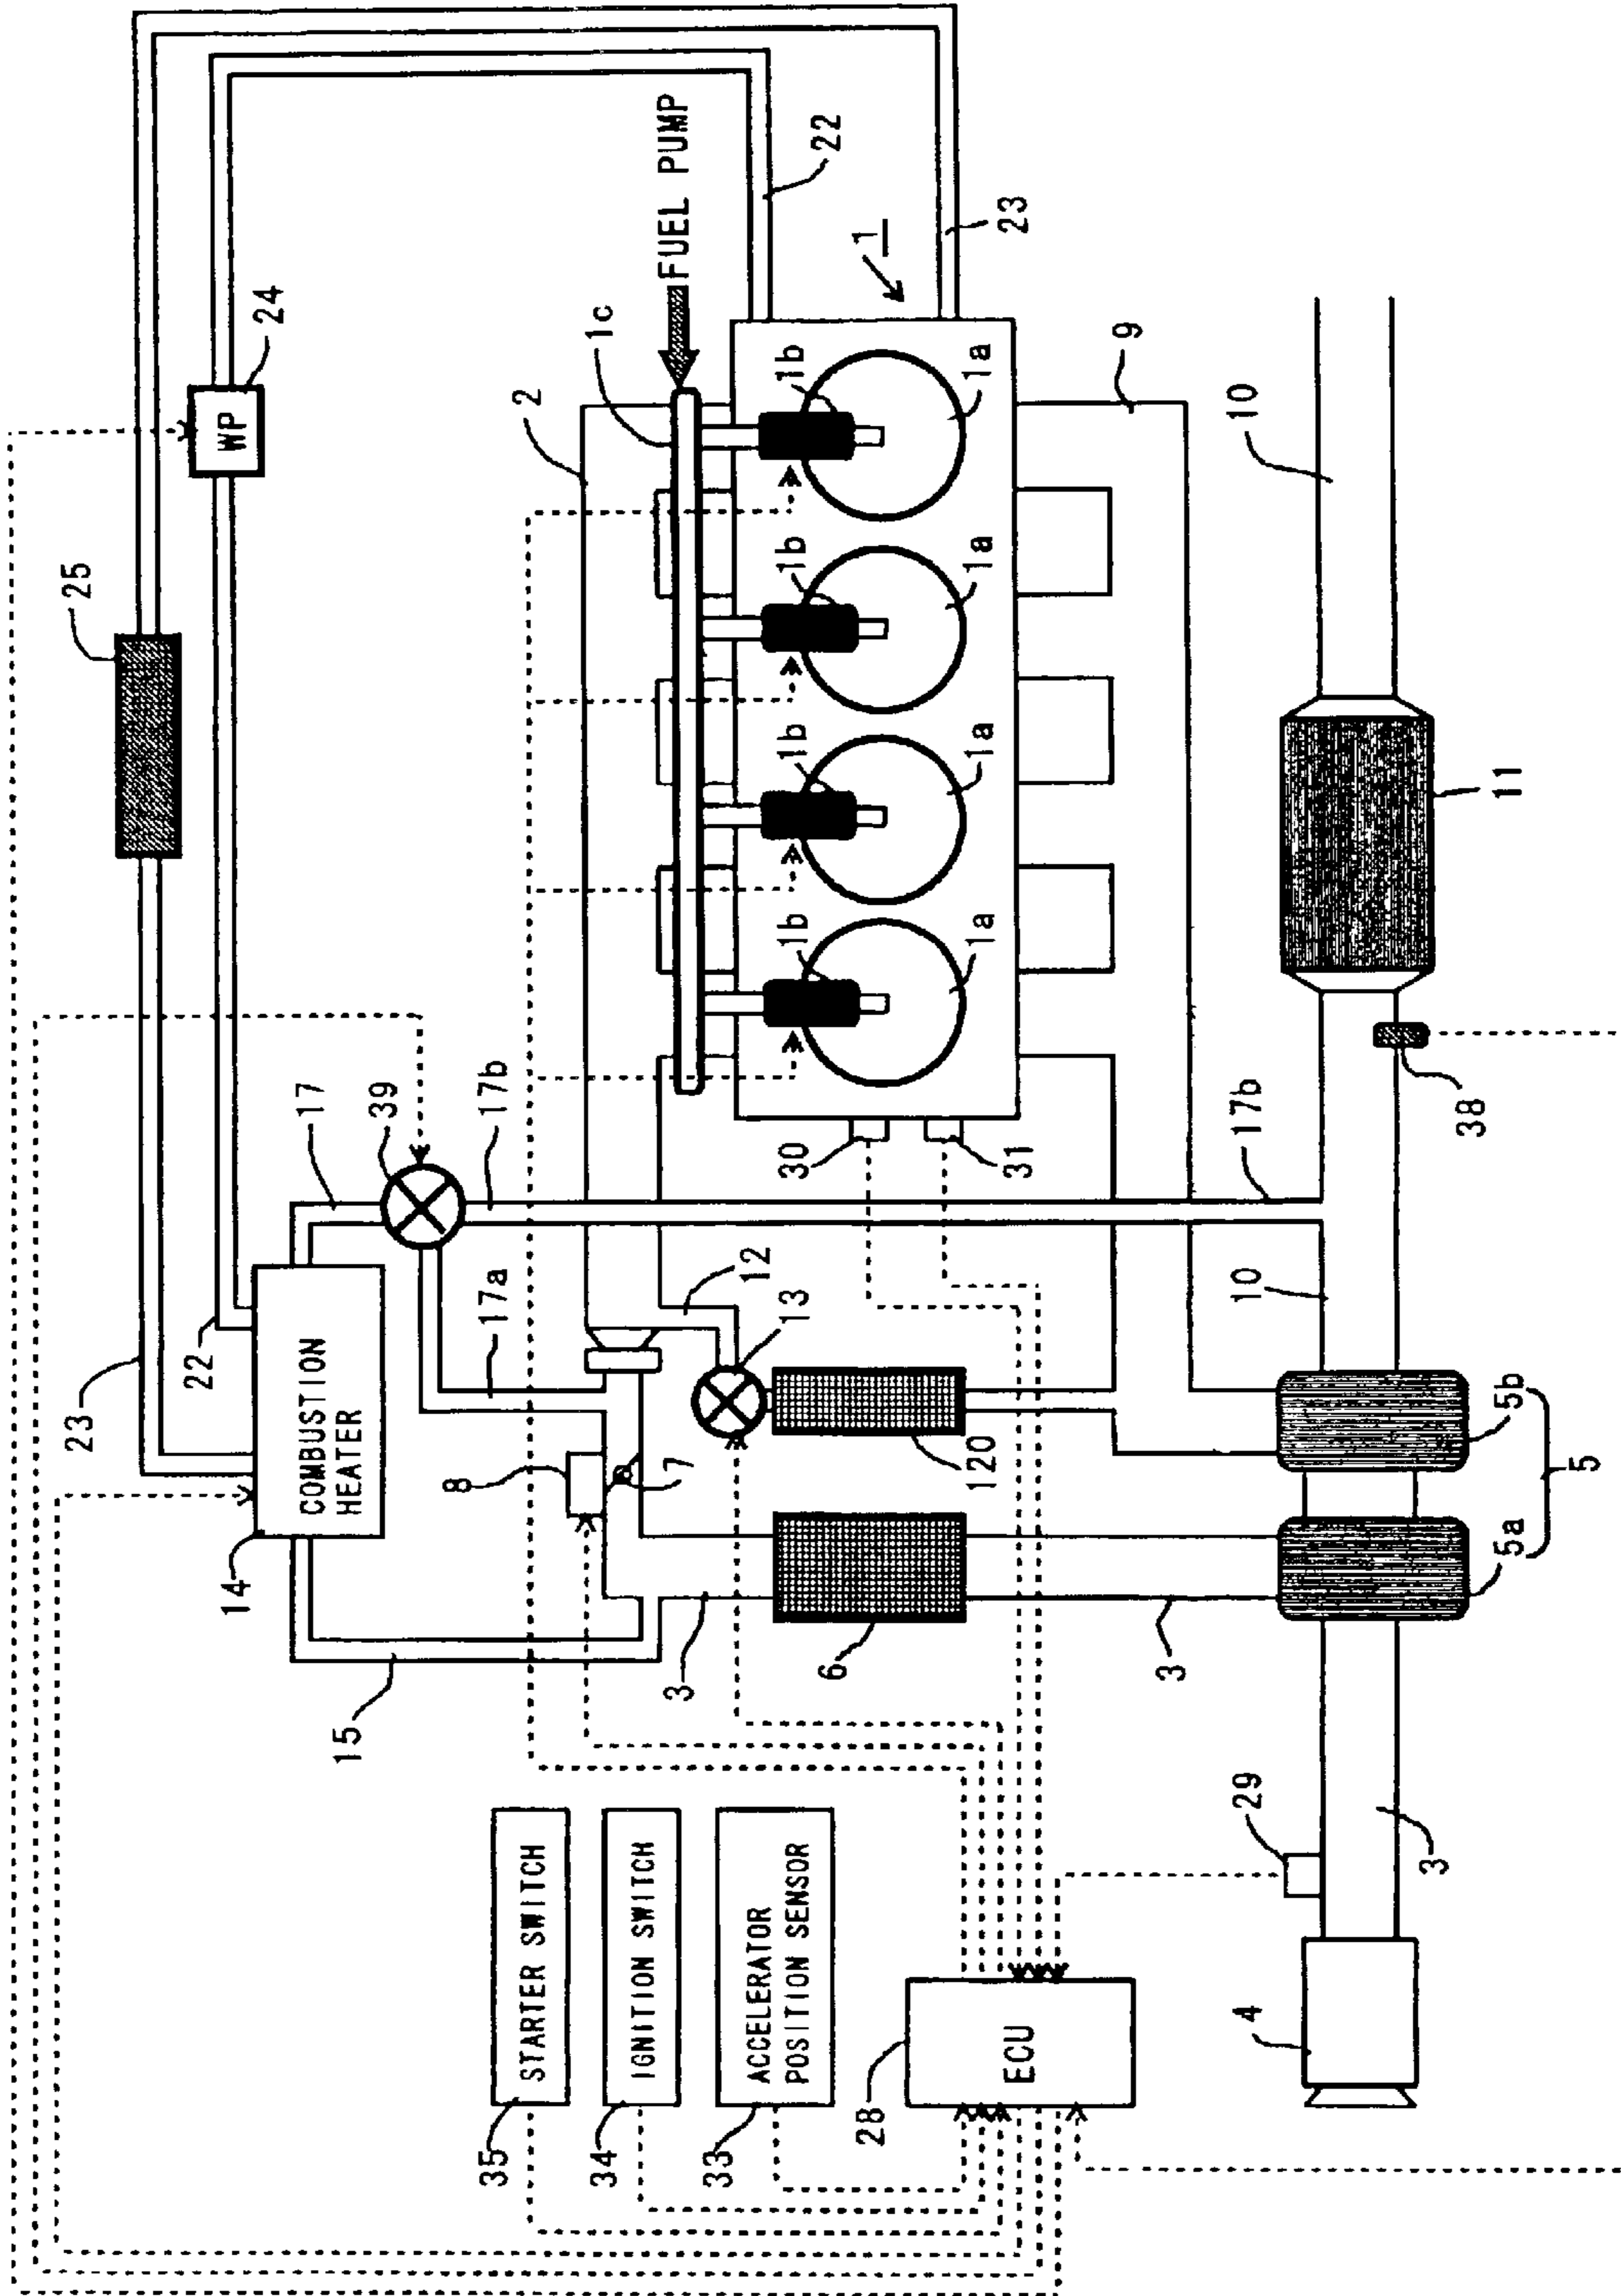 23
22
25
WP
24
FUEL PUMP
22
23
1
1c
2
1b
1b
1b
1b
1a
1a
1a
1a
9
17
39
17b
17a
14
COMBUSTION
HEATER
15
8
7
12
13
30
31
120
6
3
3
17b
38
10
10
11
5a
5b
5
35
STARTER SWITCH
34
IGNITION SWITCH
33
ACCELERATOR
POSITION SENSOR
28
ECU
29
3
4